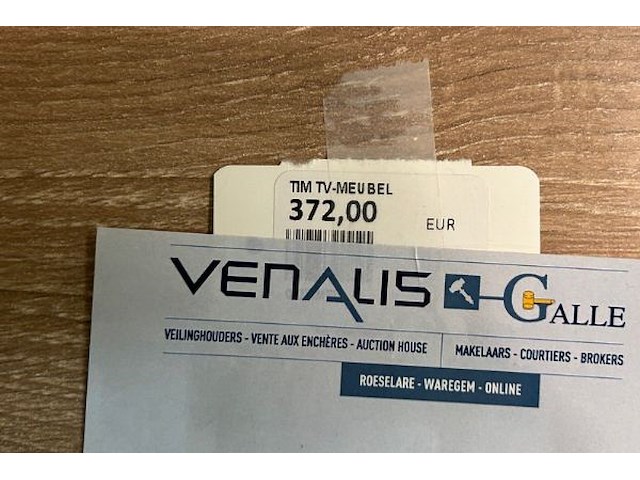 TIM TV-MEUBEL
372,00
EUR
VENALIS GALLE
VEILINGHOUDERS - VENTE AUX ENCHÈRES - AUCTION HOUSE
MAKELAARS - COURTIERS - BROKERS
ROESELARE - WAREGEM - ONLINE